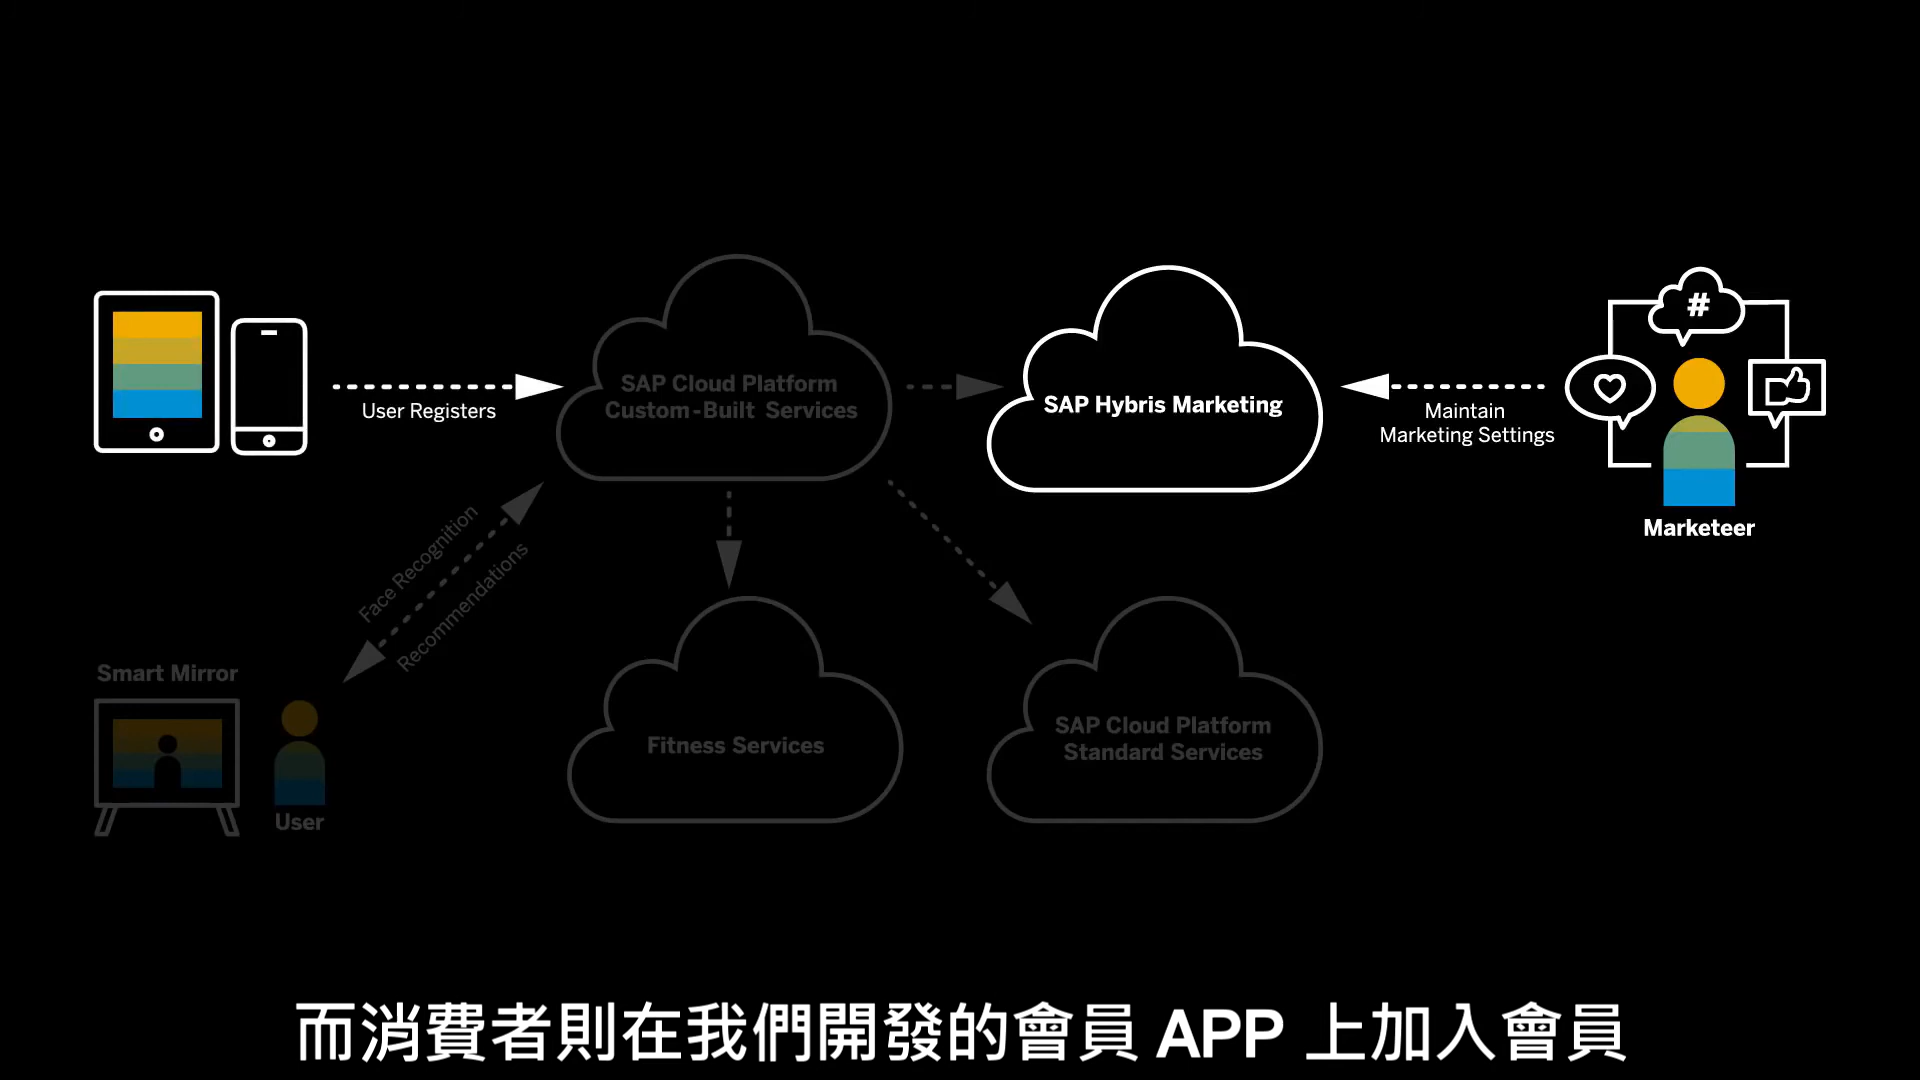 #
SAP Cloud Platform
Custom-Built Services
SAP Hybris Marketing
User Registers
Maintain
Marketing Settings
Marketeer
Face Recognition
Recommendations
Smart Mirror
User
Fitness Services
SAP Cloud Platform
Standard Services
而消費者則在我們開發的會員 APP 上加入會員